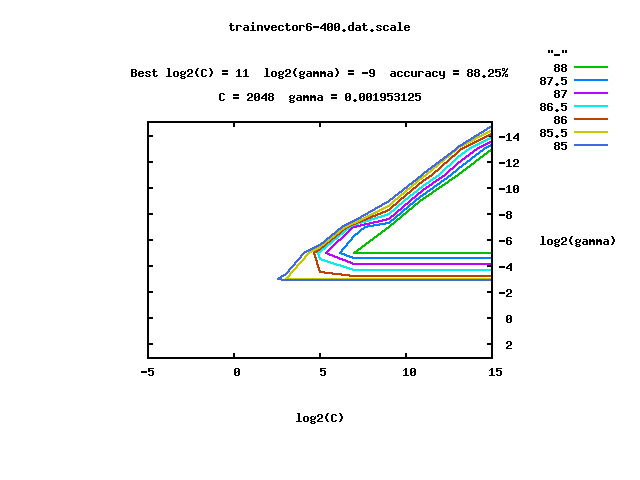 trainvector6-400.dat.scale
Best log2(C) = 11 log2(gamma) = -9 accuracy = 88.25%
C = 2048 gamma = 0.001953125
"_"
88
87.5
87
86.5
86
85.5
85
-14
-12
-10
-8
-6
-4
-2
0
2
log2(gamma)
-5 0 5 10 15
log2(C)